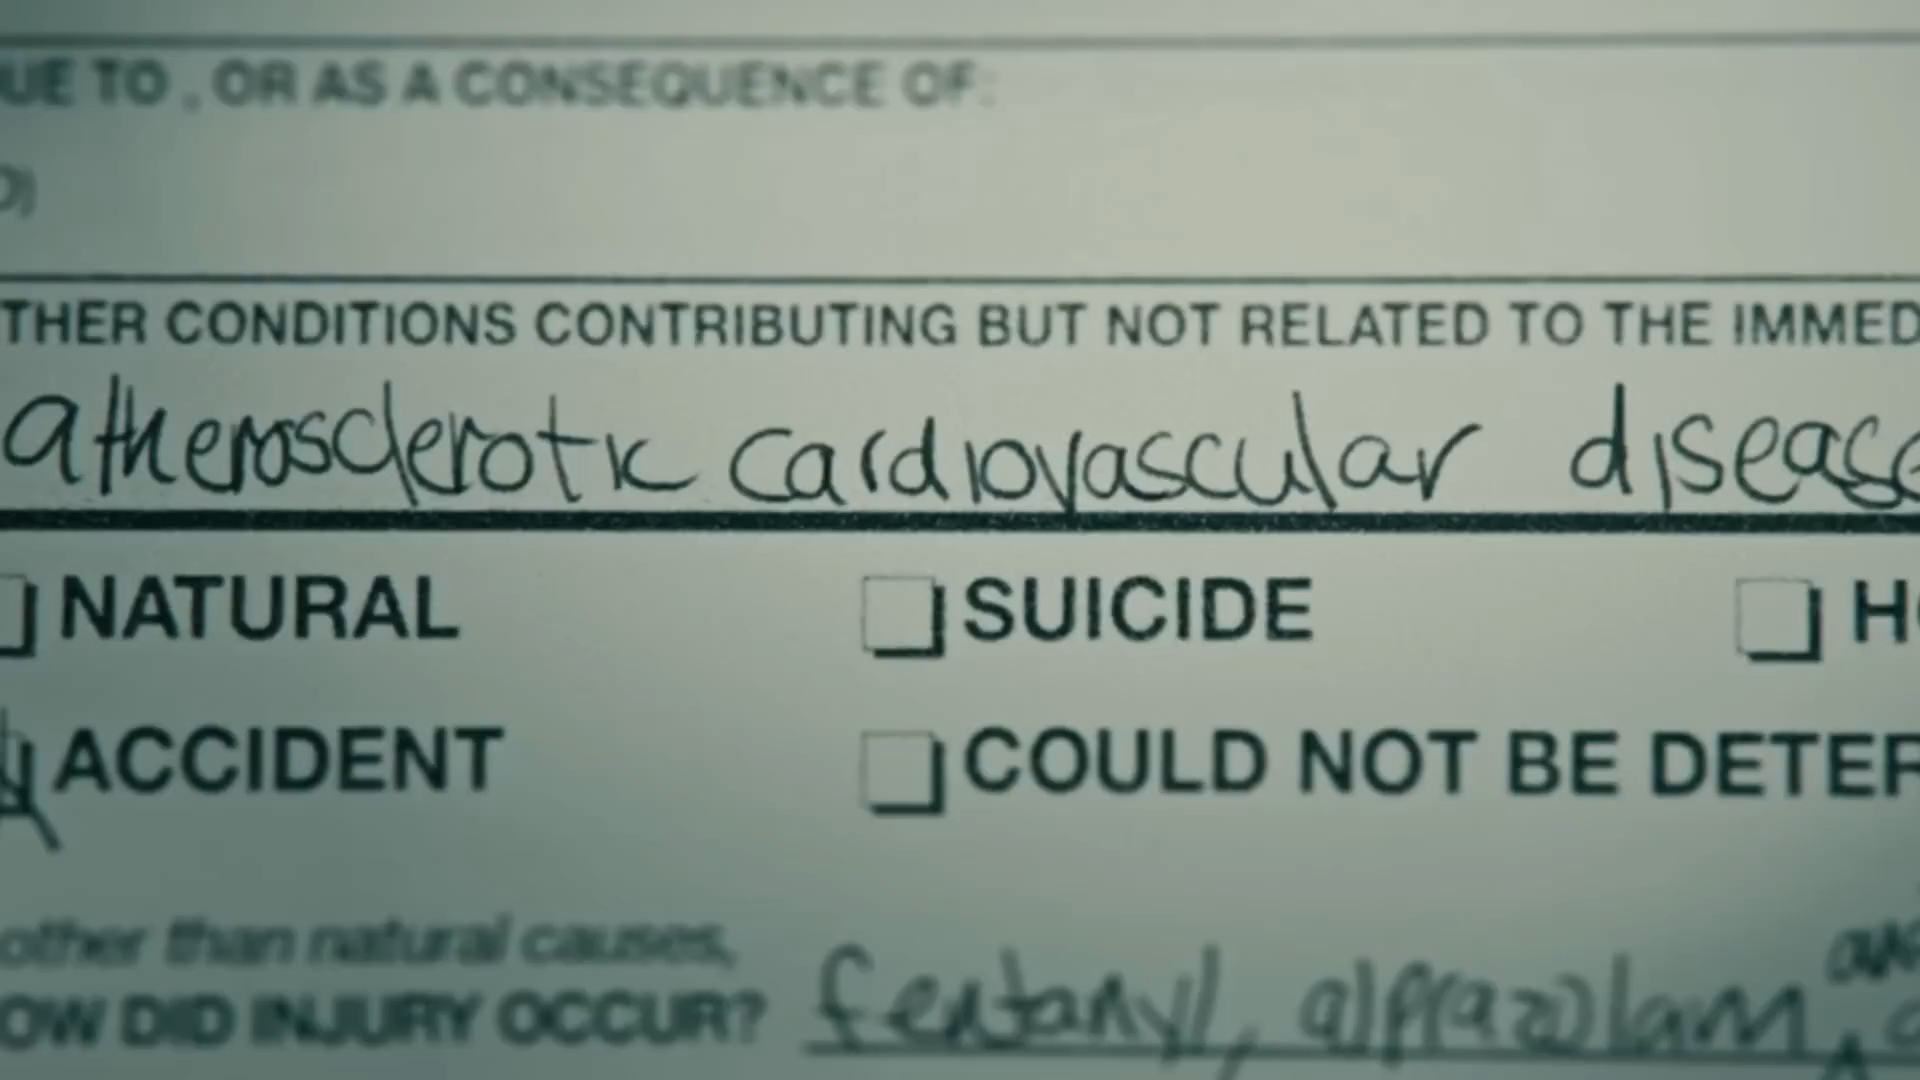 UE TO, OR AS A CONSEQUENCE OF:
D)
THER CONDITIONS CONTRIBUTING BUT NOT RELATED TO THE IMMED
atherosclerotic cardiovascular disease
NATURAL SUICIDE HO
ACCIDENT COULD NOT BE DETER
other than natural causes,
OW DID INJURY OCCUR? fentanyl, alprazolam